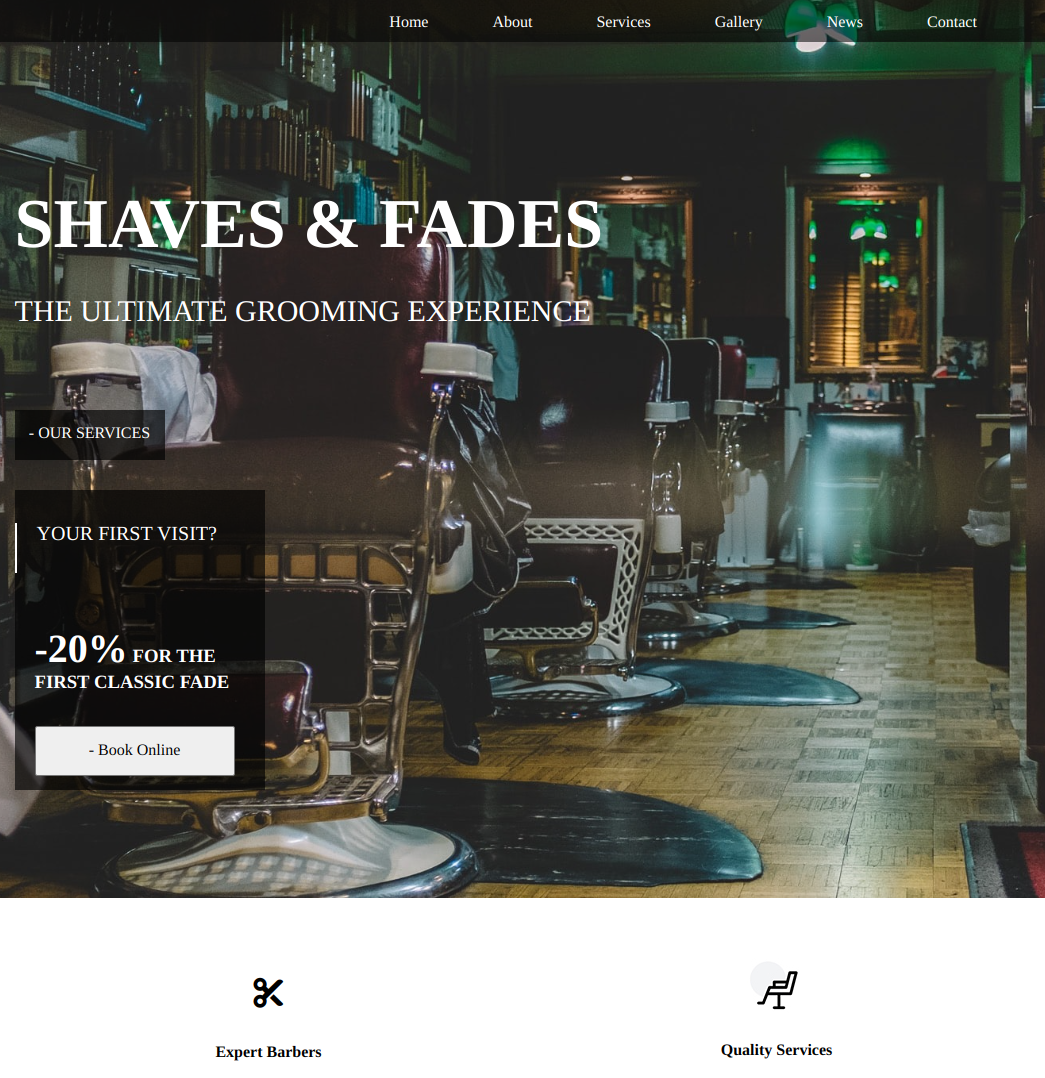 Home About Services Gallery News Contact
SHAVES & FADES
THE ULTIMATE GROOMING EXPERIENCE
- OUR SERVICES
YOUR FIRST VISIT?
-20% FOR THE
FIRST CLASSIC FADE
- Book Online
Expert Barbers
Quality Services